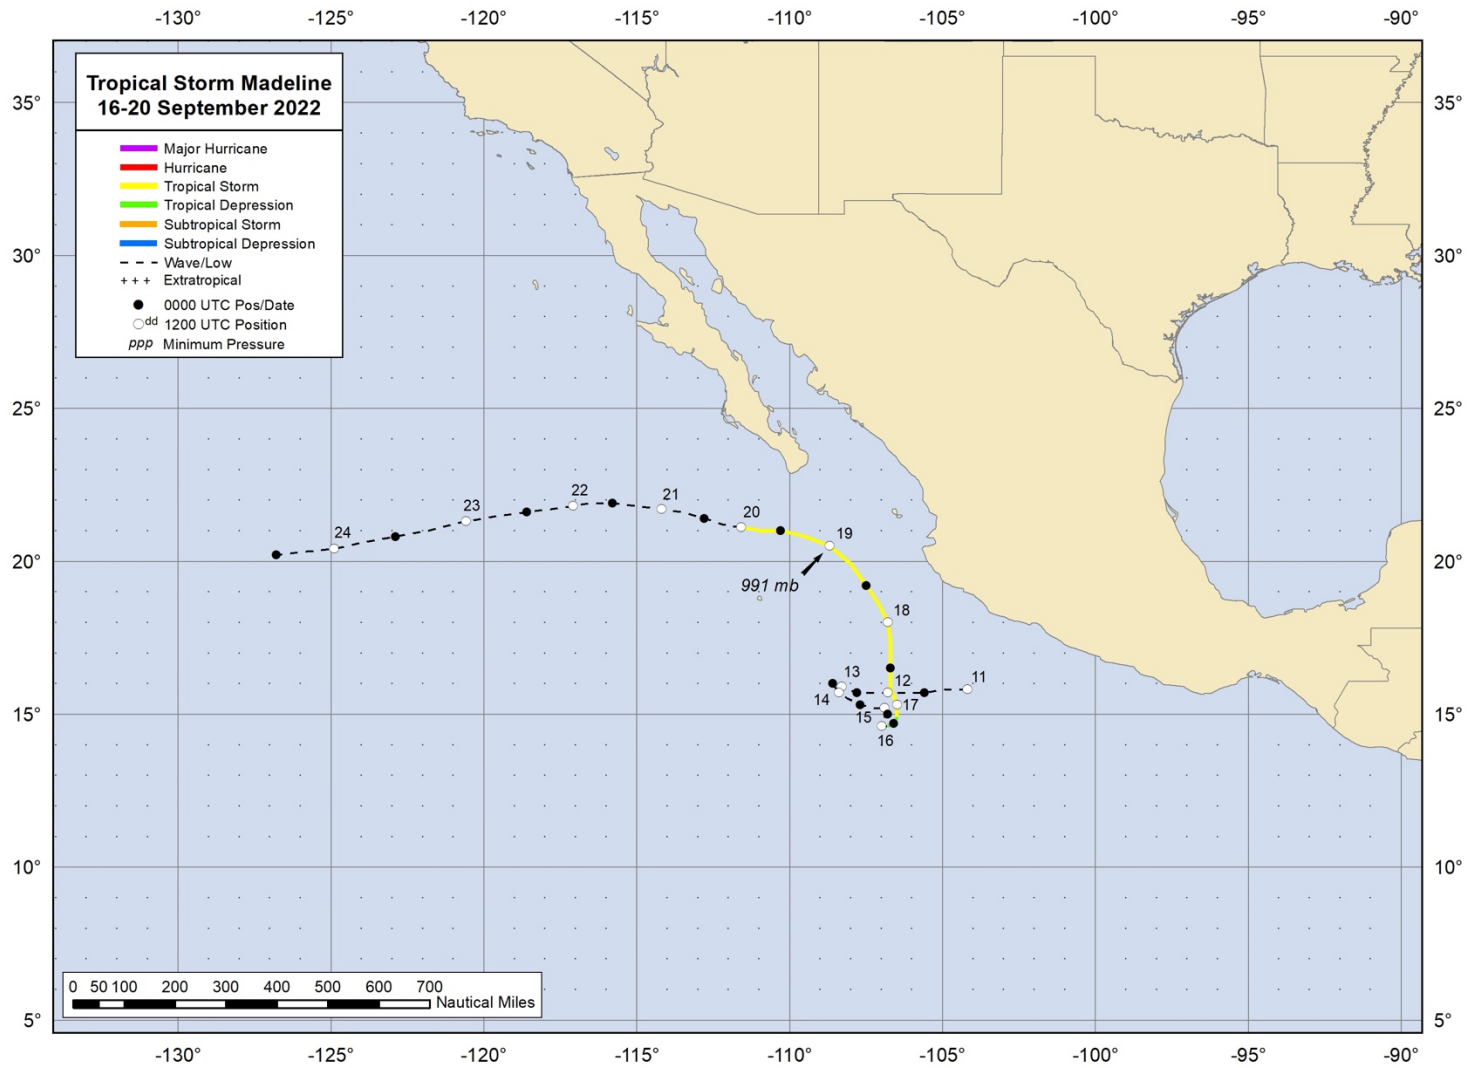 -130° -125° -120° -115° -110° -105° -100° -95° -90°
Tropical Storm Madeline
16-20 September 2022
Major Hurricane
Hurricane
Tropical Storm
Tropical Depression
Subtropical Storm
Subtropical Depression
Wave/Low
+++ Extratropical
0000 UTC Pos/Date
dd 1200 UTC Position
ppp Minimum Pressure
35° 35°
30° 30°
25° 25°
24 23 22 21 20 19
20° 20°
991 mb
18
14 13 12 11
15 17
16
15° 15°
10° 10°
5° 5°
0 50 100 200 300 400 500 600 700
Nautical Miles
-130° -125° -120° -115° -110° -105° -100° -95° -90°